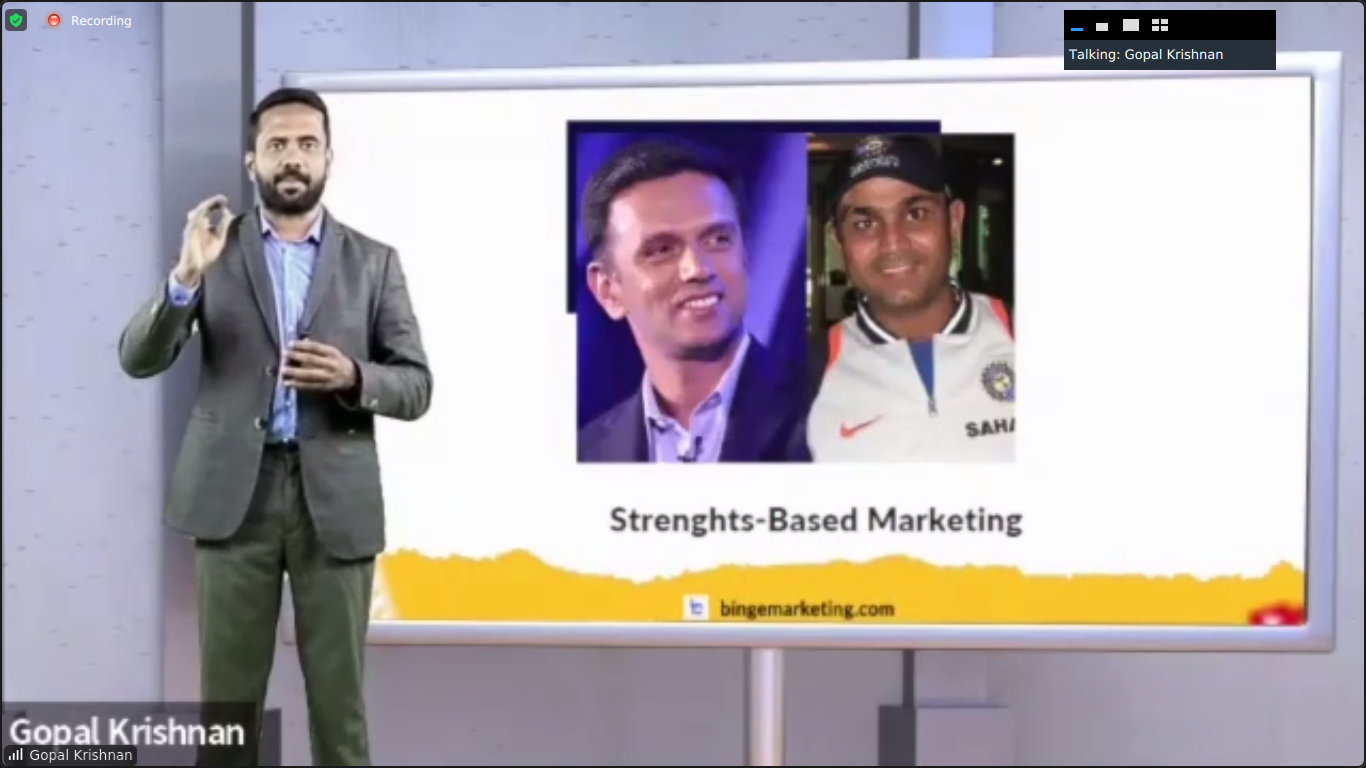 Recording
Talking: Gopal Krishnan
SAHA
Strenghts-Based Marketing
bingemarketing.com
Gopal Krishnan
Gopal Krishnan